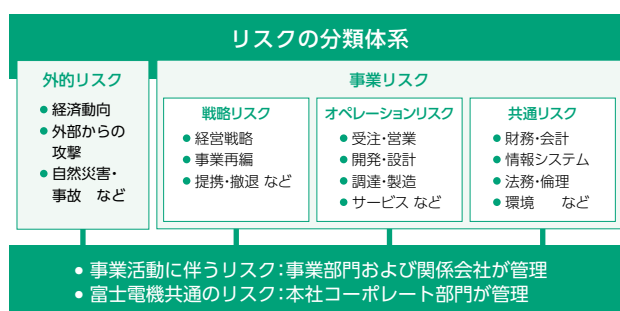 リスクの分類体系
外的リスク
● 経済動向
● 外部からの
攻撃
● 自然災害・
事故 など
事業リスク
戦略リスク
● 経営戦略
● 事業再編
● 提携・撤退 など
オペレーションリスク
● 受注・営業
● 開発・設計
● 調達・製造
● サービス など
共通リスク
● 財務・会計
● 情報システム
● 法務・倫理
● 環境 など
● 事業活動に伴うリスク：事業部門および関係会社が管理
● 富士電機共通のリスク：本社コーポレート部門が管理